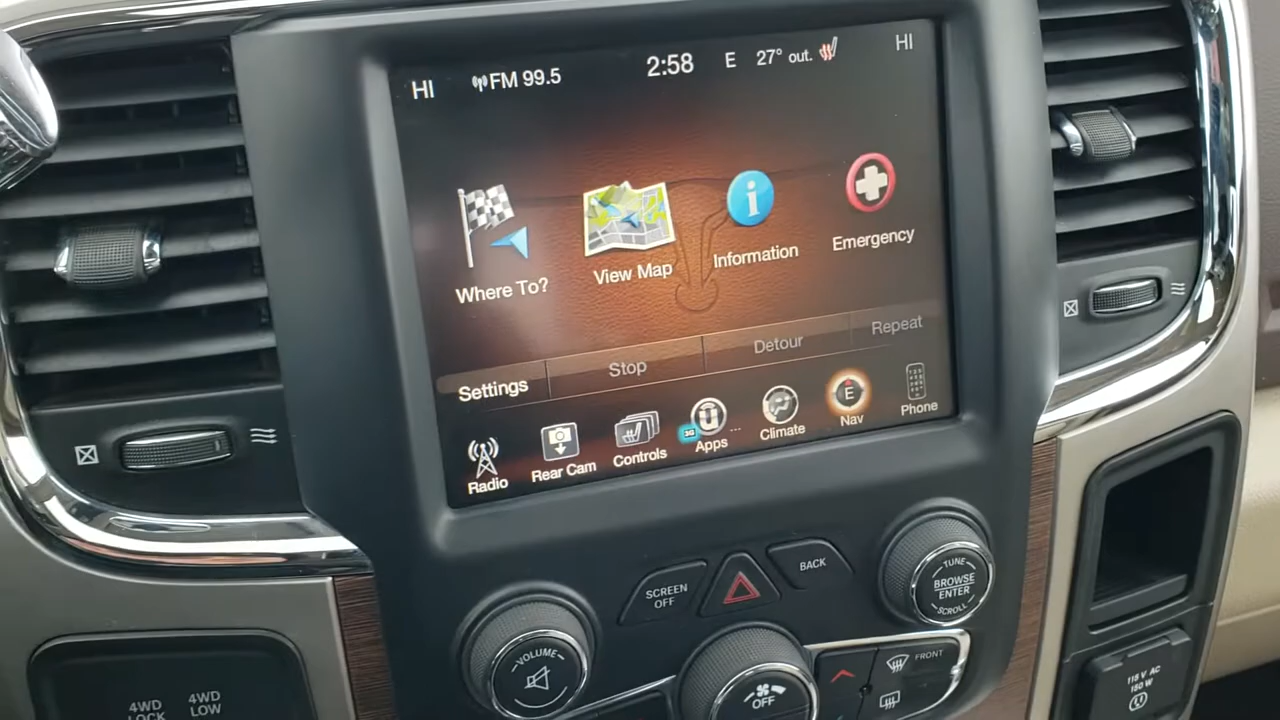 HI FM 99.5 2:58 E 27° out. HI
Where To?
View Map
Information
Emergency
Settings
Stop
Detour
Repeat
Radio
Rear Cam
Controls
3G
Apps ...
Climate
E
Nav
Phone
SCREEN
OFF
BACK
TUNE
BROWSE
ENTER
SCROLL
VOLUME
OFF
FRONT
4WD
LOCK
4WD
LOW
115 V AC
150 W